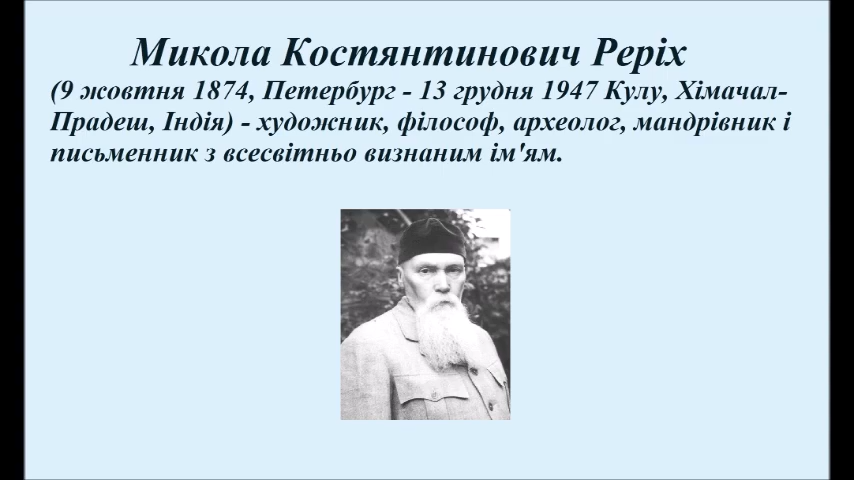 Микола Костянтинович Реріх
(9 жовтня 1874, Петербург - 13 грудня 1947 Кулу, Хімачал-
Прадеш, Індія) - художник, філософ, археолог, мандрівник і
письменник з всесвітньо визнаним ім'ям.